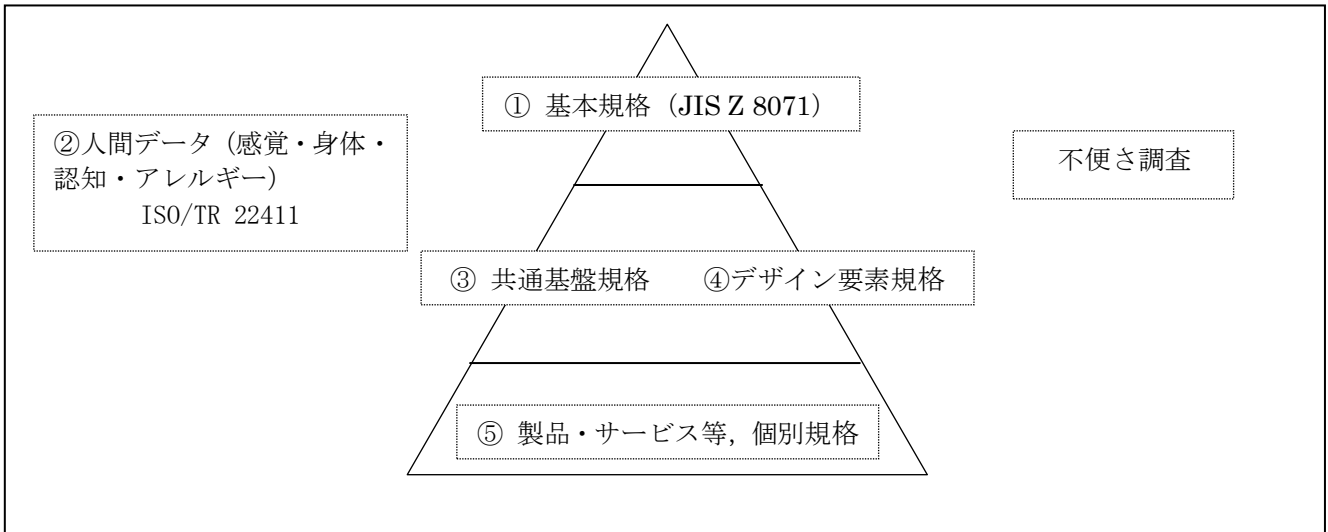 ① 基本規格（JIS Z 8071）
②人間データ（感覚・身体・
認知・アレルギー）
ISO/TR 22411
不便さ調査
③ 共通基盤規格　　④デザイン要素規格
⑤ 製品・サービス等，個別規格